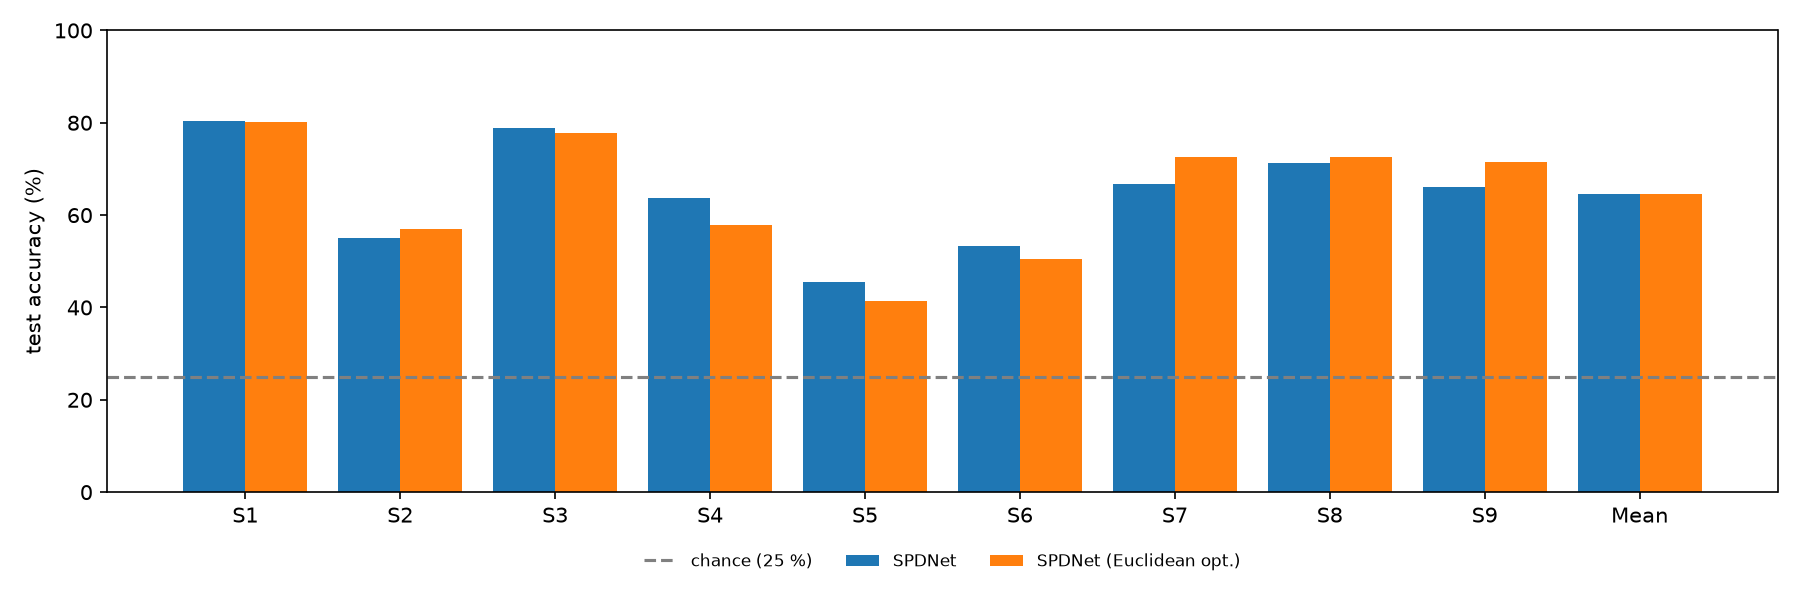 100
80
60
40
20
0
test accuracy (%)
S1 S2 S3 S4 S5 S6 S7 S8 S9 Mean
chance (25 %) SPDNet SPDNet (Euclidean opt.)